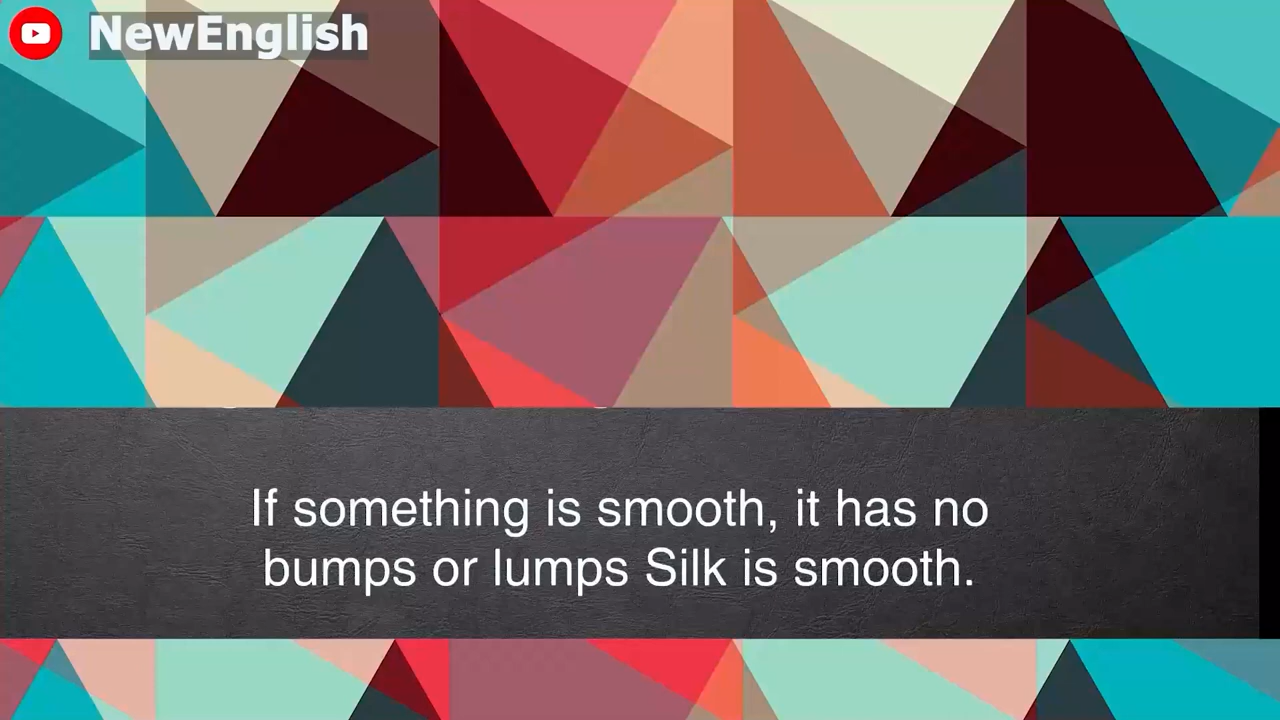 NewEnglish
If something is smooth, it has no
bumps or lumps Silk is smooth.